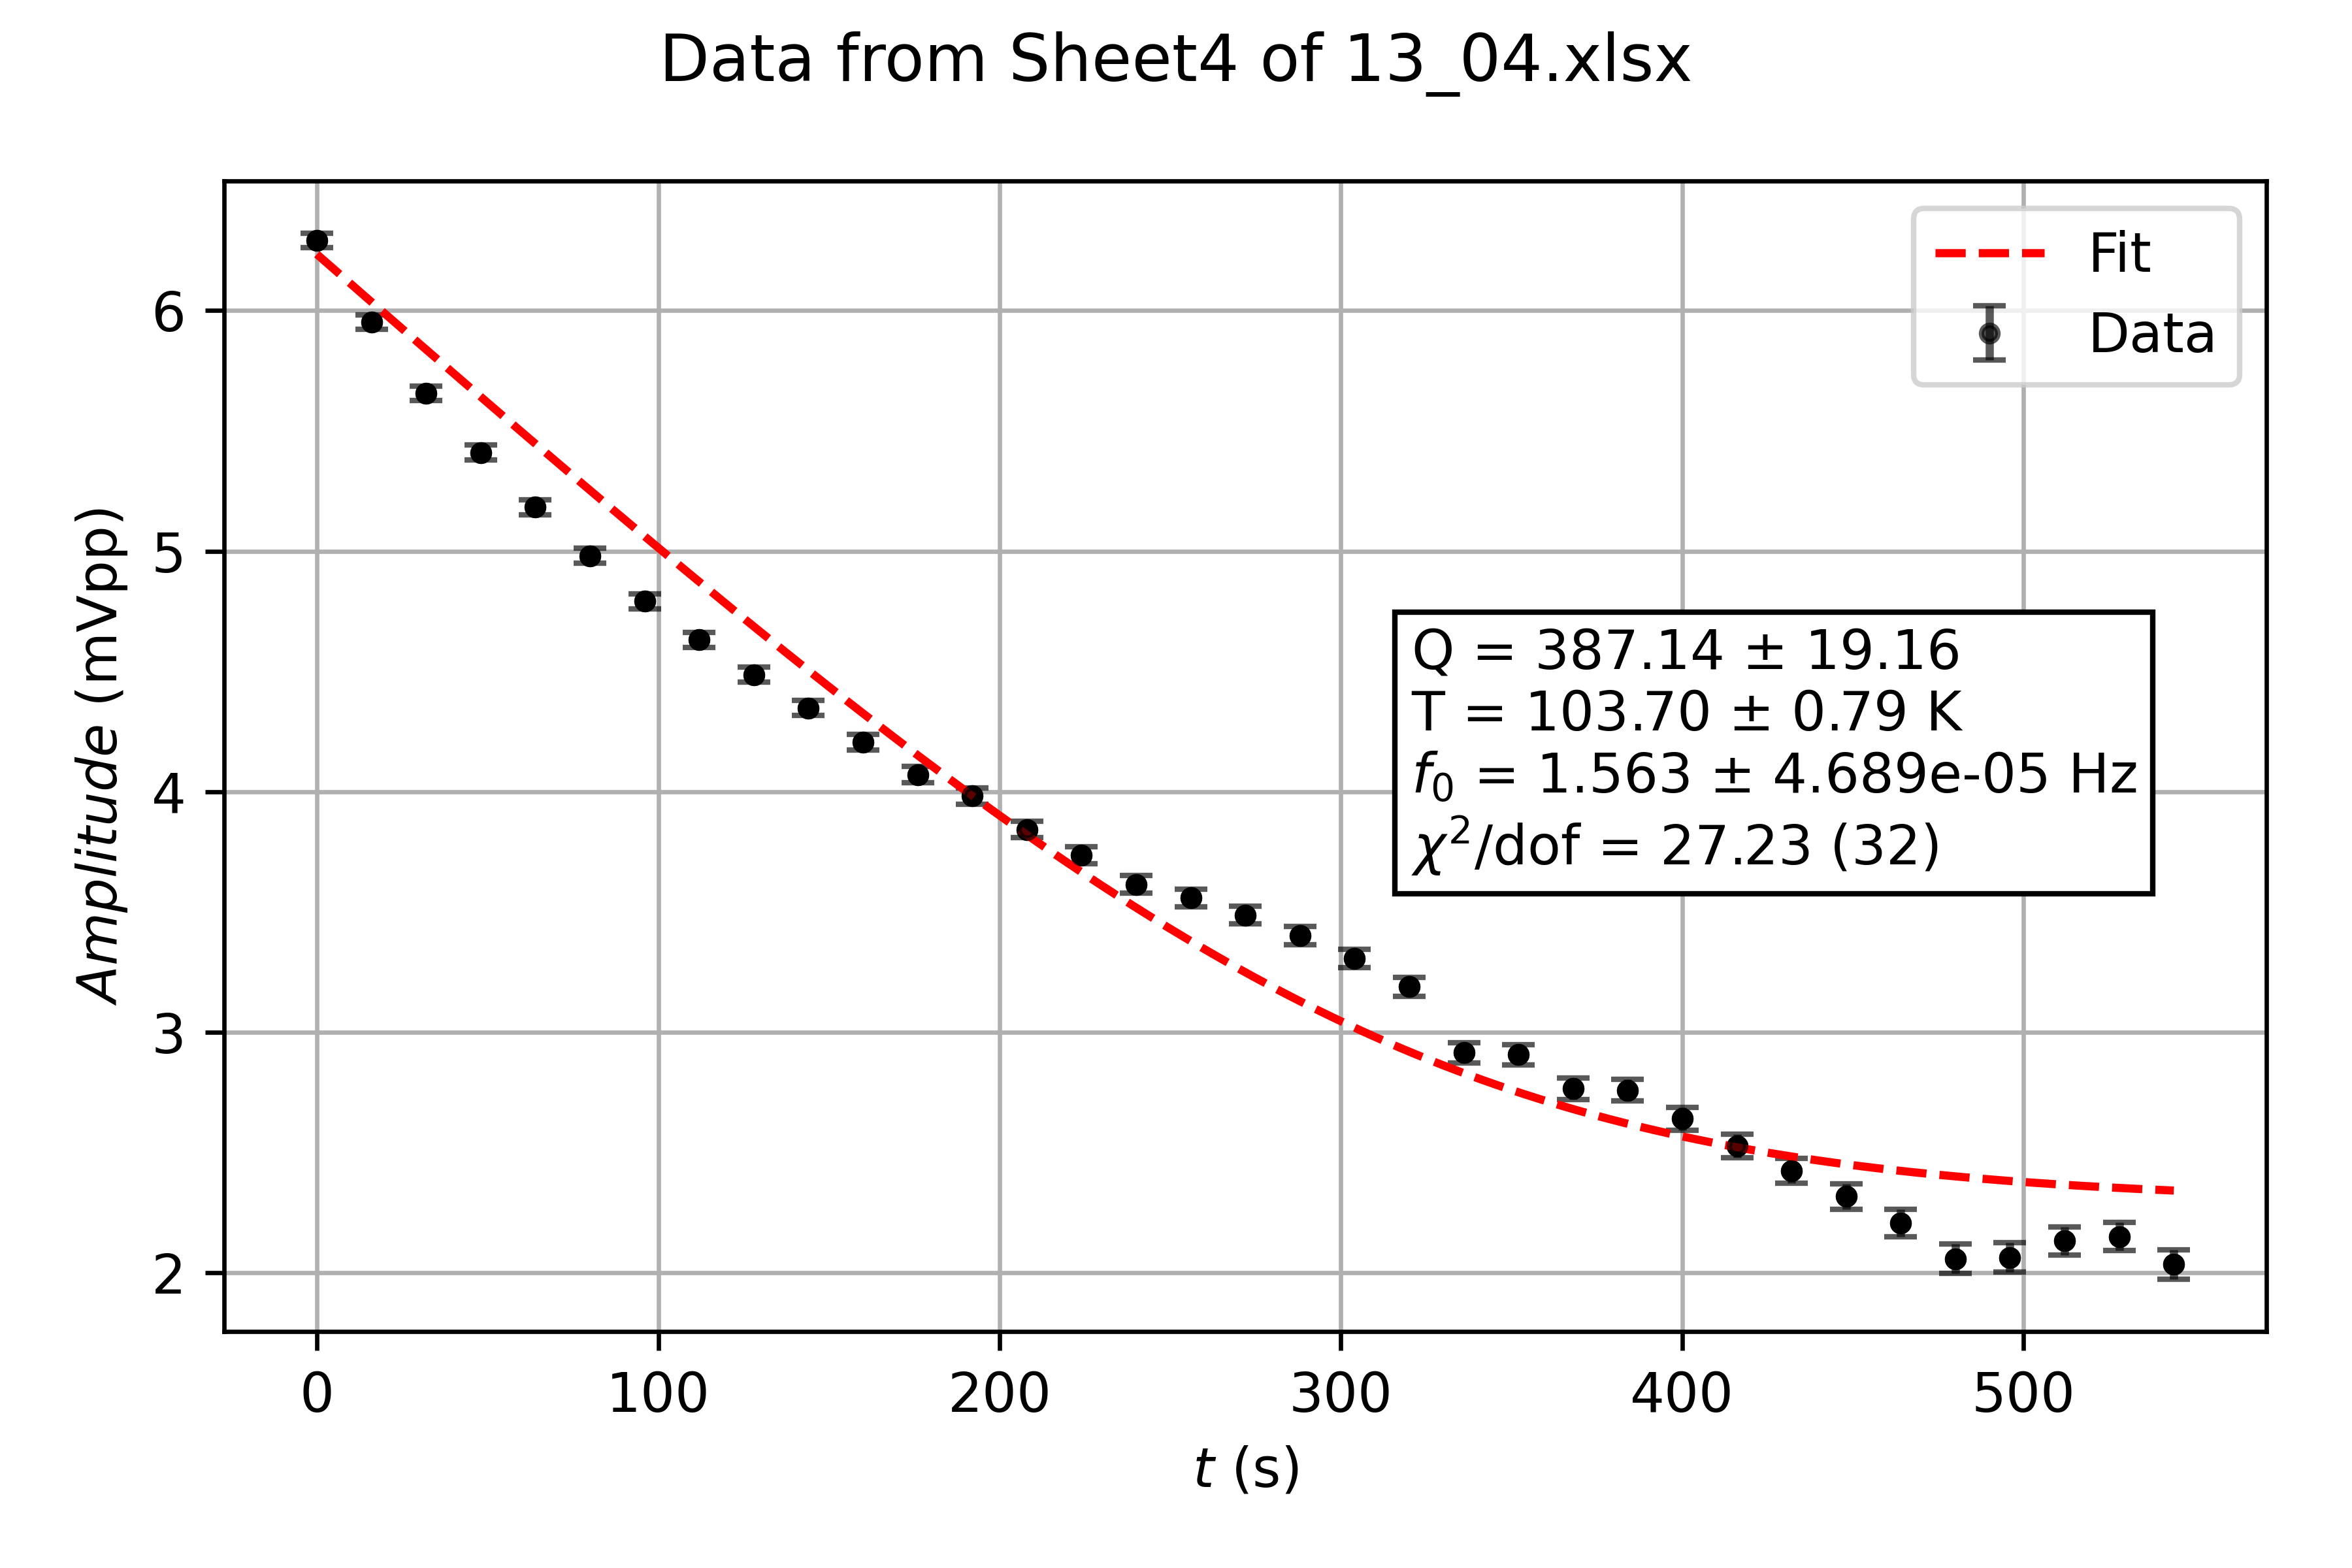 Data from Sheet4 of 13_04.xlsx
Fit
Data
6
5
4
3
2
Amplitude (mVpp)
Q = 387.14 ± 19.16
T = 103.70 ± 0.79 K
f₀ = 1.563 ± 4.689e-05 Hz
χ²/dof = 27.23 (32)
0 100 200 300 400 500
t (s)